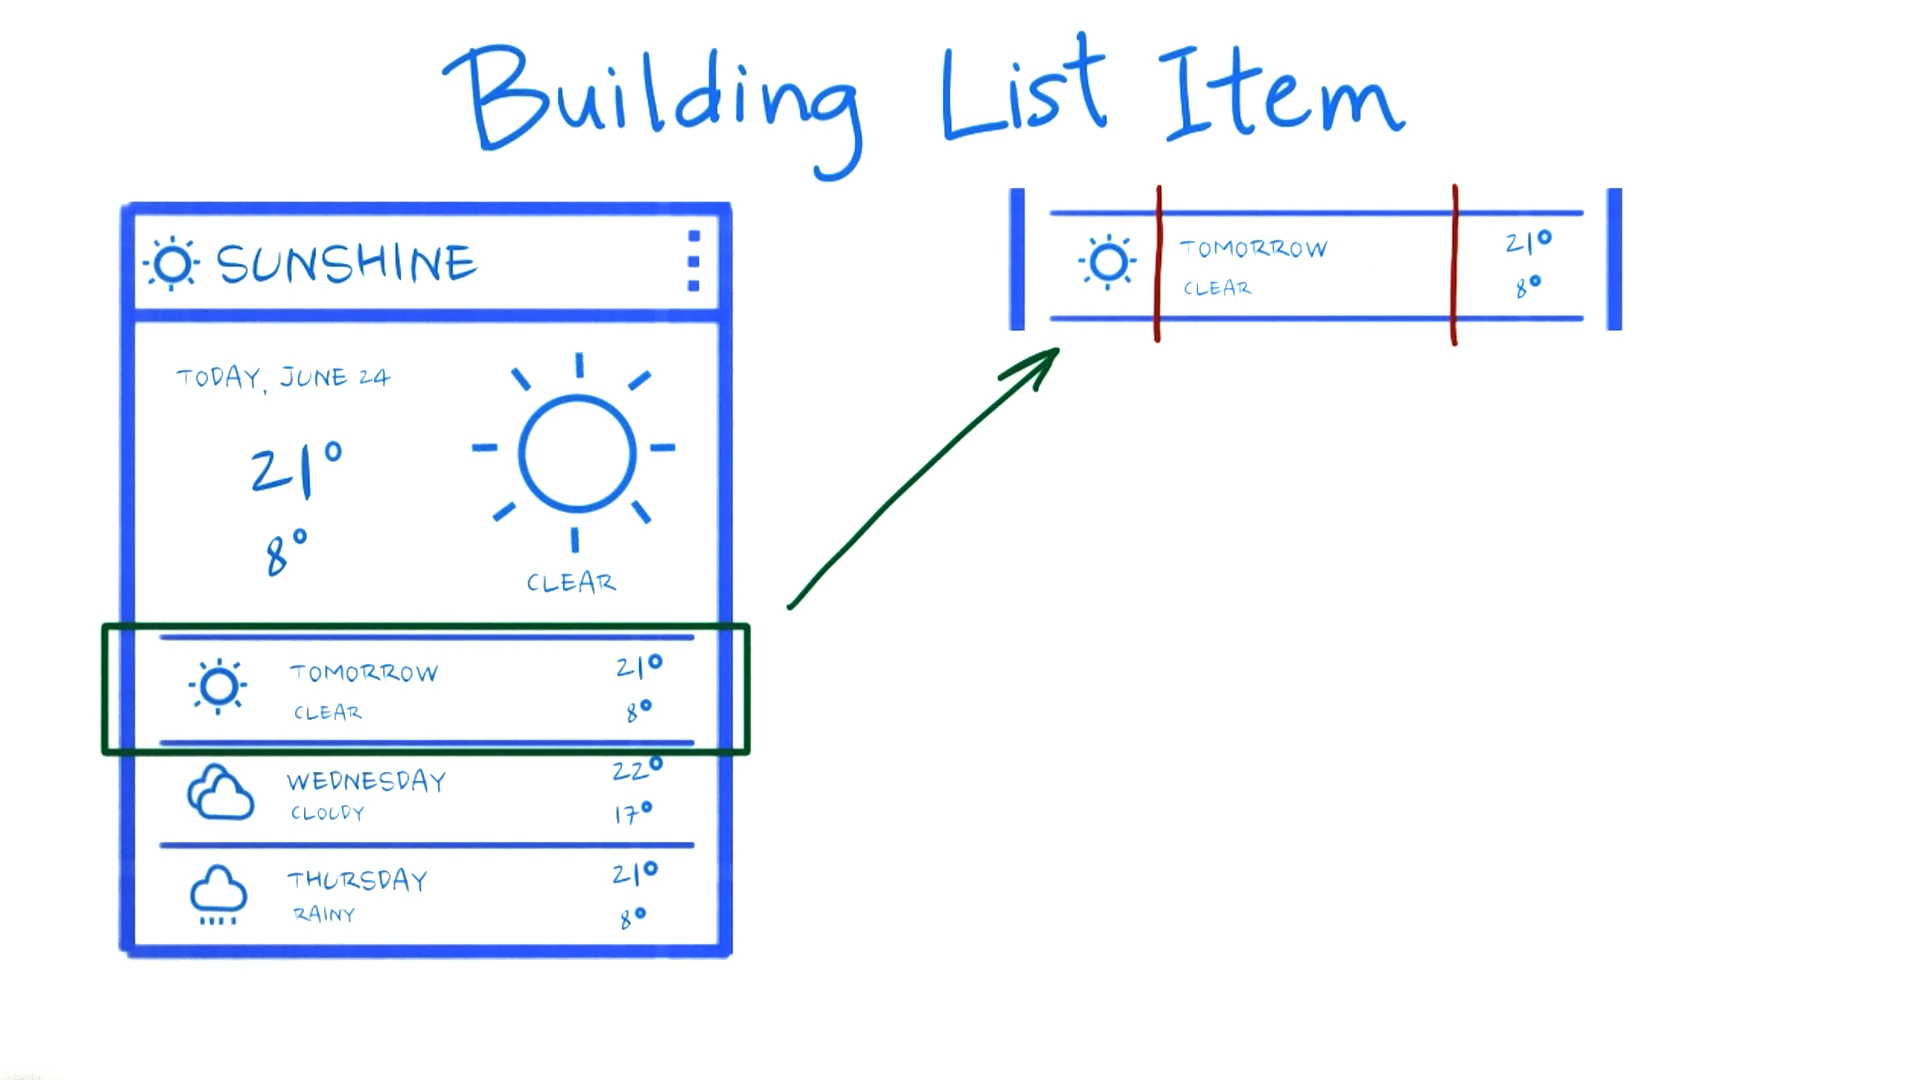 Building List Item
SUNSHINE
TODAY, JUNE 24
21°
8°
CLEAR
TOMORROW 21°
CLEAR 8°
WEDNESDAY 22°
CLOUDY 17°
THURSDAY 21°
RAINY 8°
TOMORROW 21°
CLEAR 8°